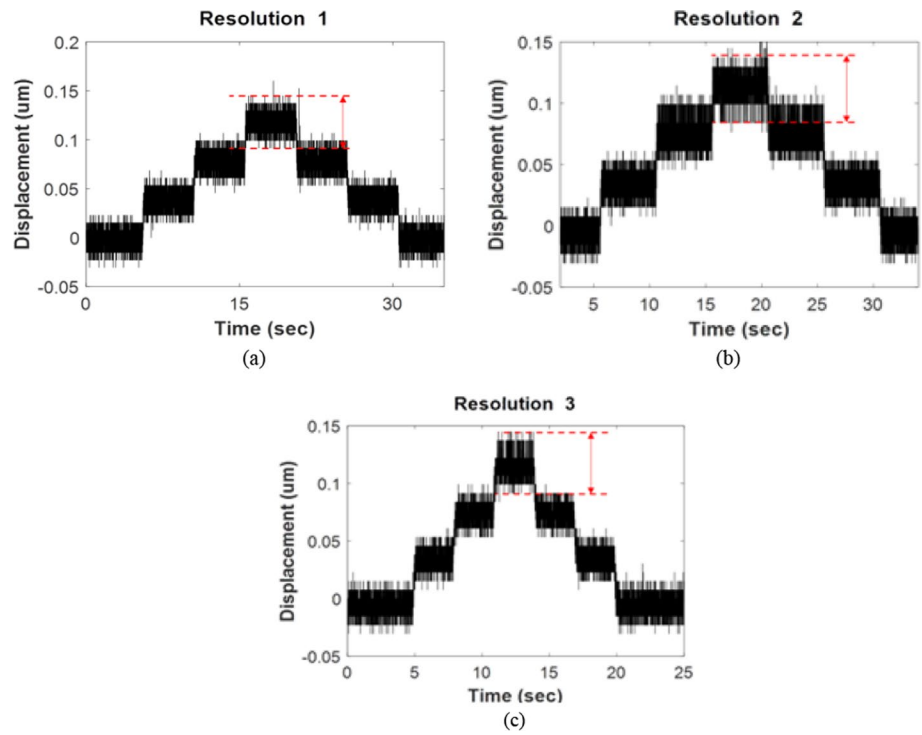 Resolution 1
0.2
0.15
0.1
0.05
0
-0.05
Displacement (um)
0 15 30
Time (sec)
(a)
Resolution 2
0.15
0.1
0.05
0
-0.05
Displacement (um)
5 10 15 20 25 30
Time (sec)
(b)
Resolution 3
0.15
0.1
0.05
0
-0.05
Displacement (um)
0 5 10 15 20 25
Time (sec)
(c)